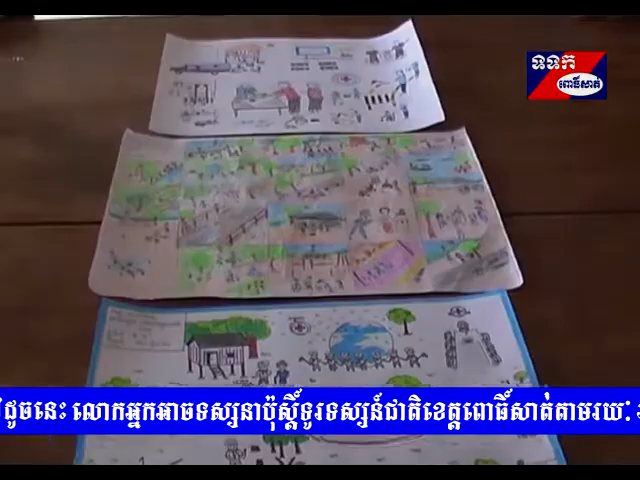 ទទក
ពោធិ៍សាត់
ដូចនេះ លោកអ្នកអាចទស្សនាប៉ុស្តិ៍ទូរទស្សន៍ជាតិខេត្តពោធិ៍សាត់តាមរយៈ